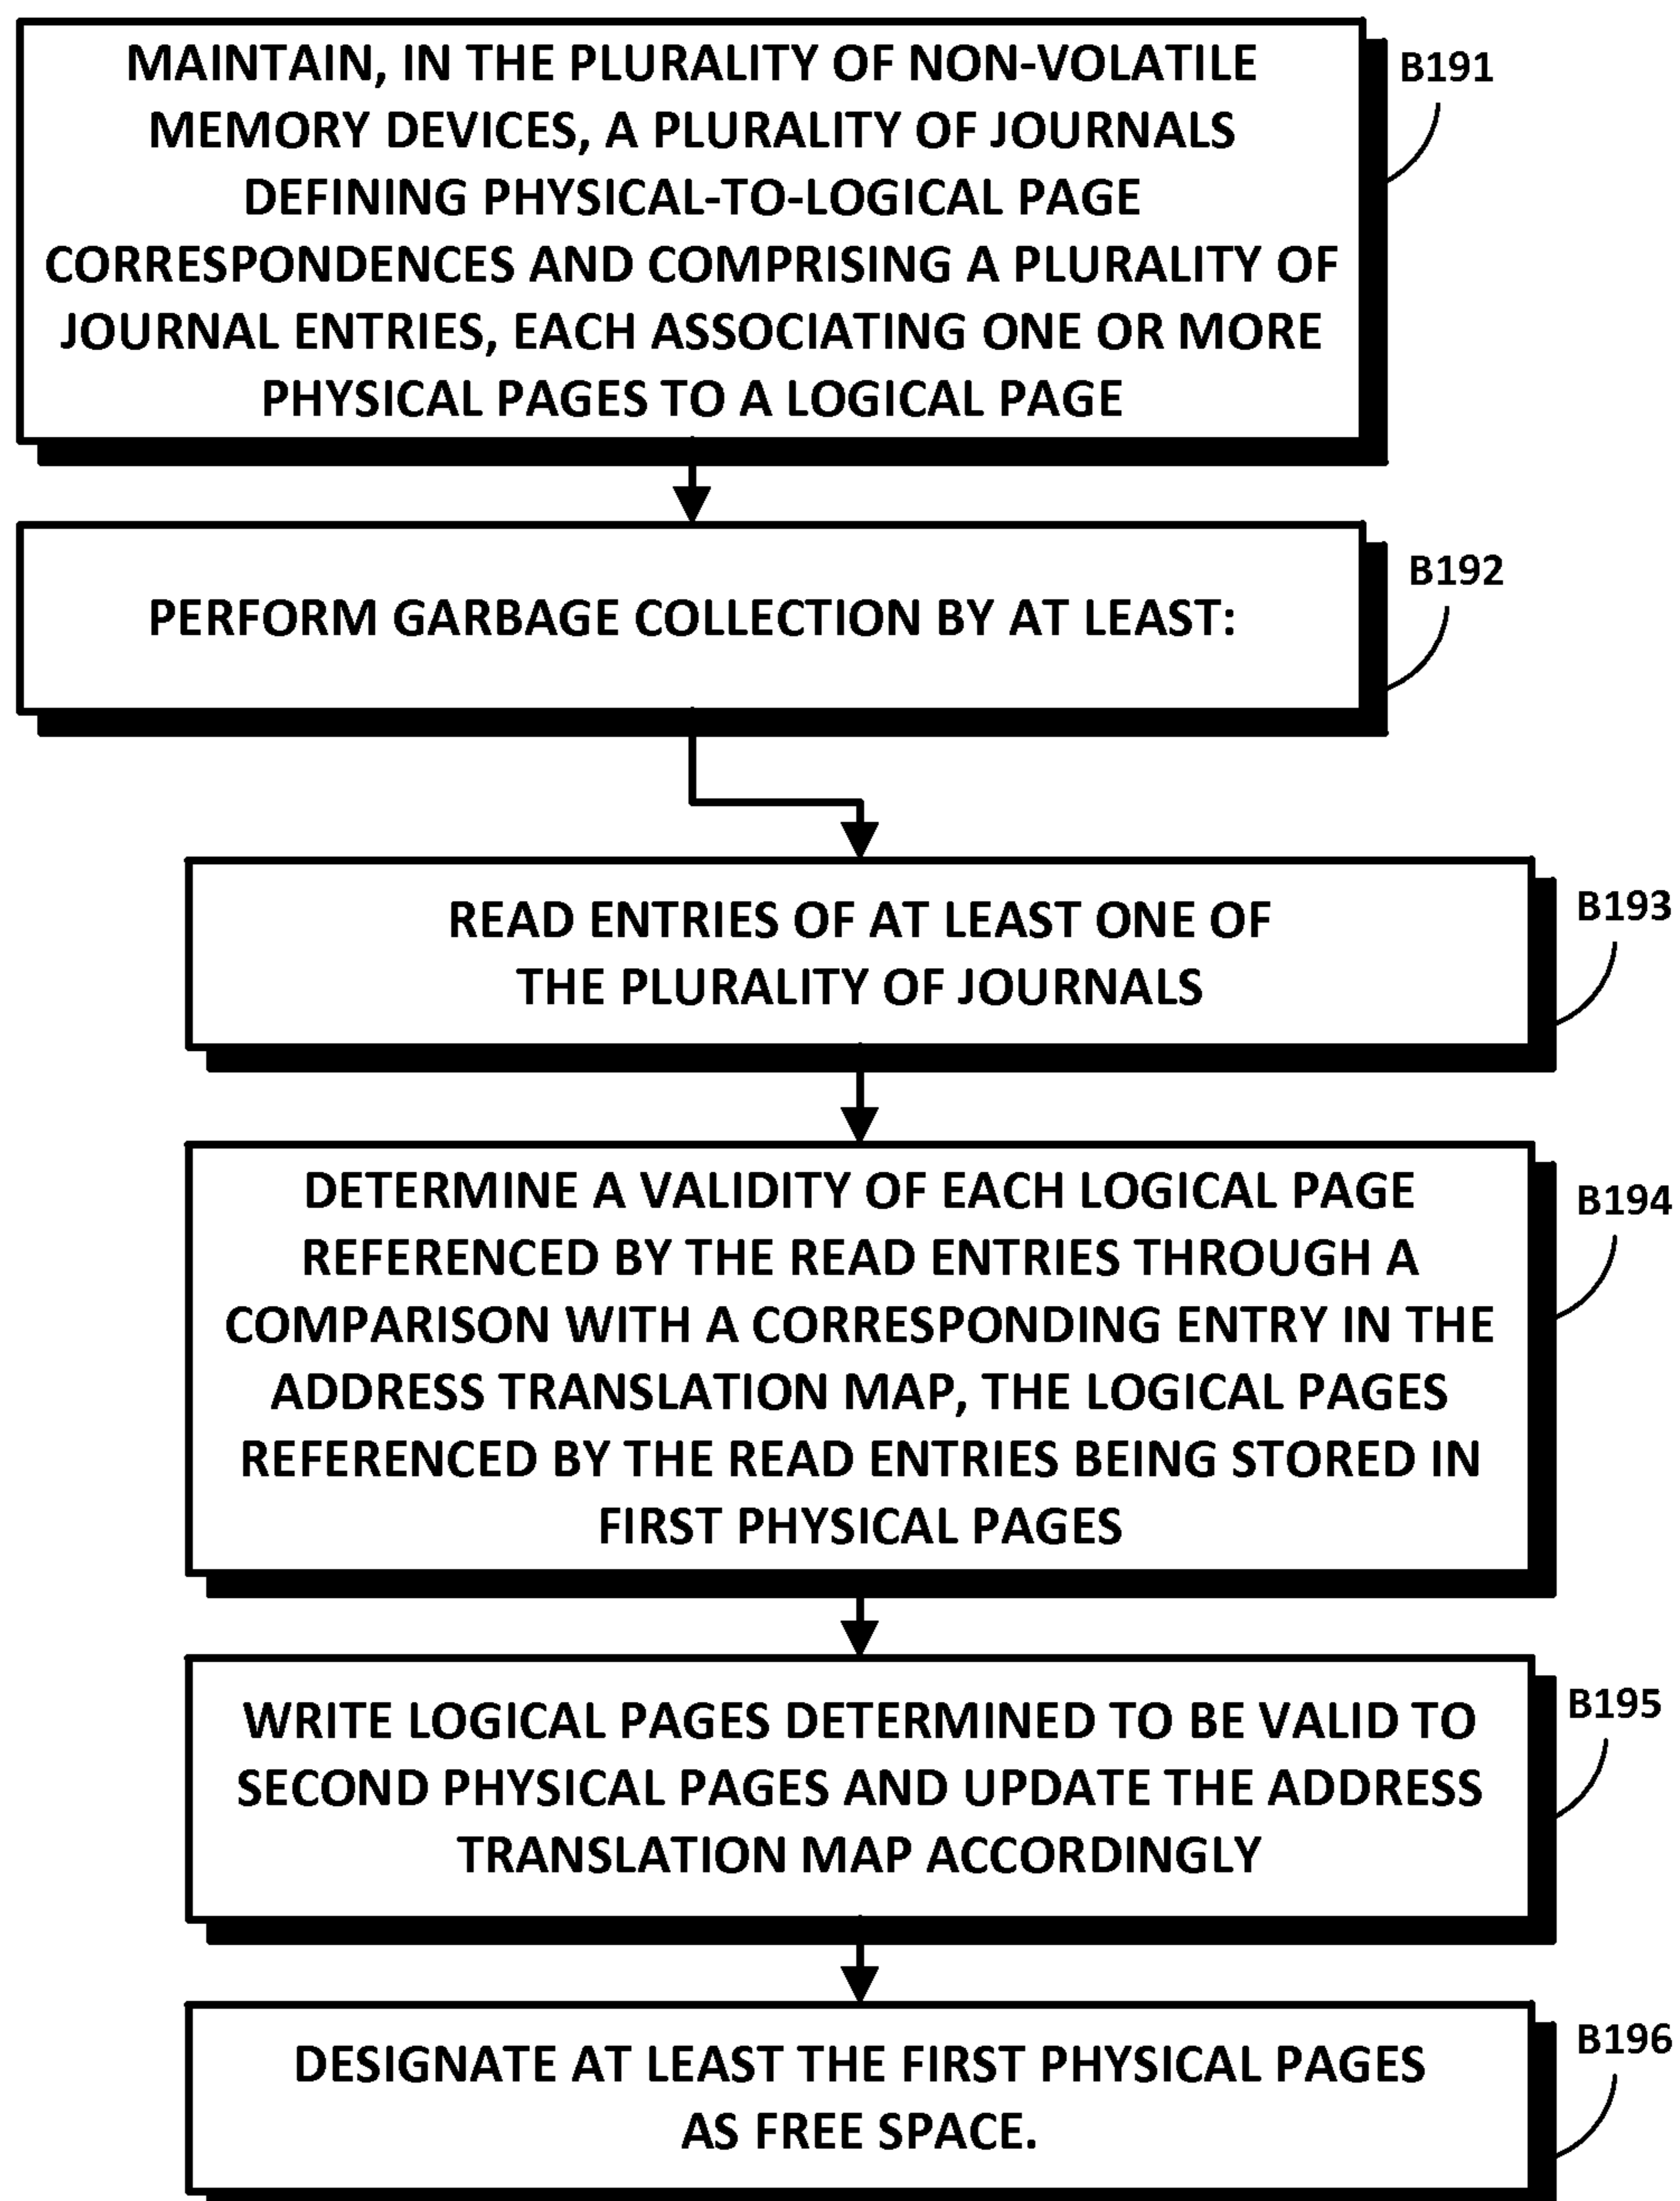 MAINTAIN, IN THE PLURALITY OF NON-VOLATILE
MEMORY DEVICES, A PLURALITY OF JOURNALS
DEFINING PHYSICAL-TO-LOGICAL PAGE
CORRESPONDENCES AND COMPRISING A PLURALITY OF
JOURNAL ENTRIES, EACH ASSOCIATING ONE OR MORE
PHYSICAL PAGES TO A LOGICAL PAGE
B191
PERFORM GARBAGE COLLECTION BY AT LEAST:
B192
READ ENTRIES OF AT LEAST ONE OF
THE PLURALITY OF JOURNALS
B193
DETERMINE A VALIDITY OF EACH LOGICAL PAGE
REFERENCED BY THE READ ENTRIES THROUGH A
COMPARISON WITH A CORRESPONDING ENTRY IN THE
ADDRESS TRANSLATION MAP, THE LOGICAL PAGES
REFERENCED BY THE READ ENTRIES BEING STORED IN
FIRST PHYSICAL PAGES
B194
WRITE LOGICAL PAGES DETERMINED TO BE VALID TO
SECOND PHYSICAL PAGES AND UPDATE THE ADDRESS
TRANSLATION MAP ACCORDINGLY
B195
DESIGNATE AT LEAST THE FIRST PHYSICAL PAGES
AS FREE SPACE.
B196